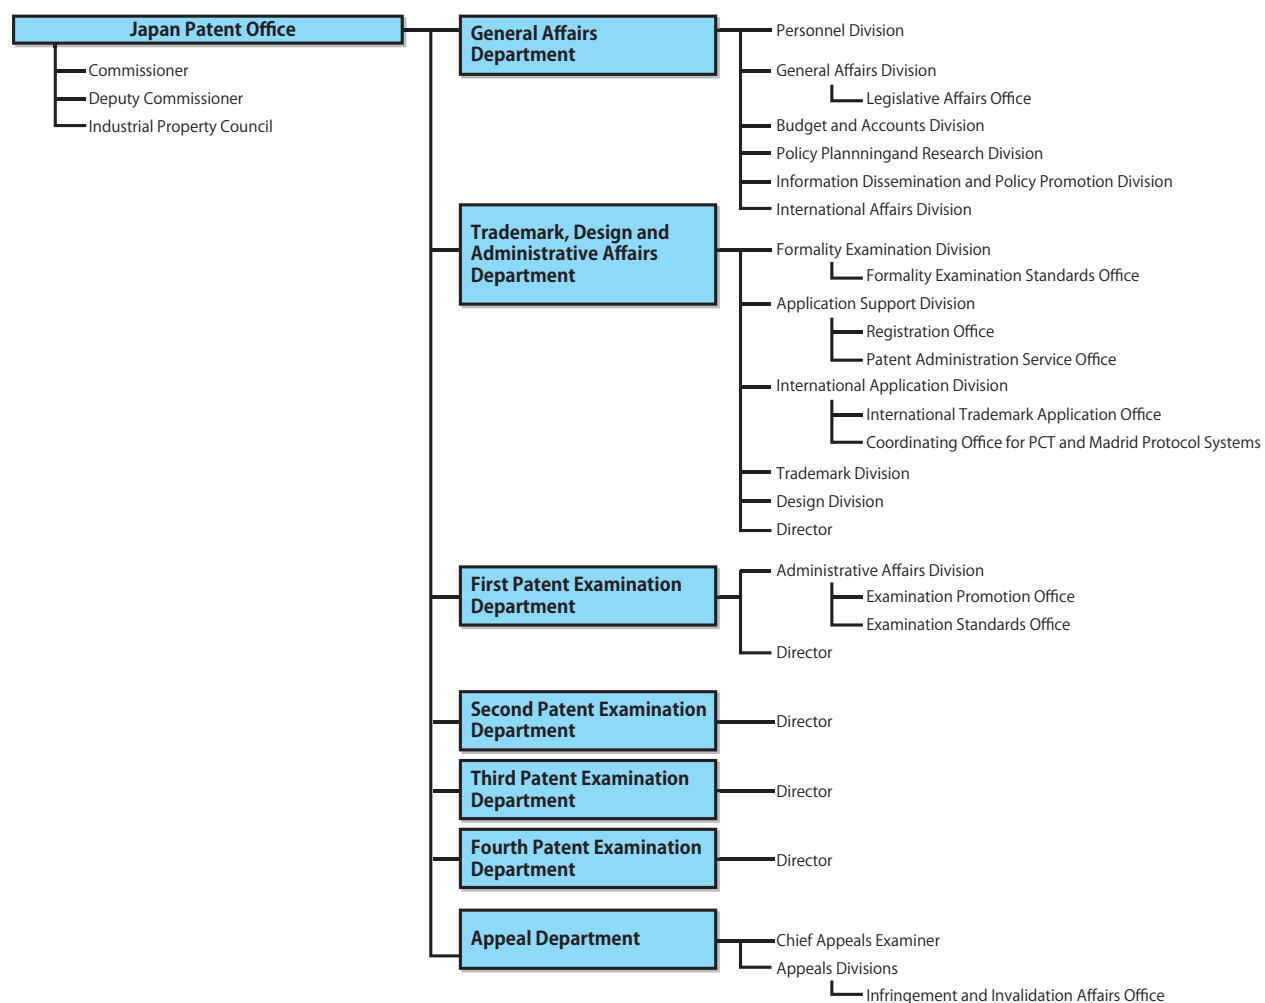 Japan Patent Office
Commissioner
Deputy Commissioner
Industrial Property Council
General Affairs
Department
Personnel Division
General Affairs Division
Legislative Affairs Office
Budget and Accounts Division
Policy Plannningand Research Division
Information Dissemination and Policy Promotion Division
International Affairs Division
Trademark, Design and
Administrative Affairs
Department
Formality Examination Division
Formality Examination Standards Office
Application Support Division
Registration Office
Patent Administration Service Office
International Application Division
International Trademark Application Office
Coordinating Office for PCT and Madrid Protocol Systems
Trademark Division
Design Division
Director
First Patent Examination
Department
Administrative Affairs Division
Examination Promotion Office
Examination Standards Office
Director
Second Patent Examination
Department
Director
Third Patent Examination
Department
Director
Fourth Patent Examination
Department
Director
Appeal Department
Chief Appeals Examiner
Appeals Divisions
Infringement and Invalidation Affairs Office